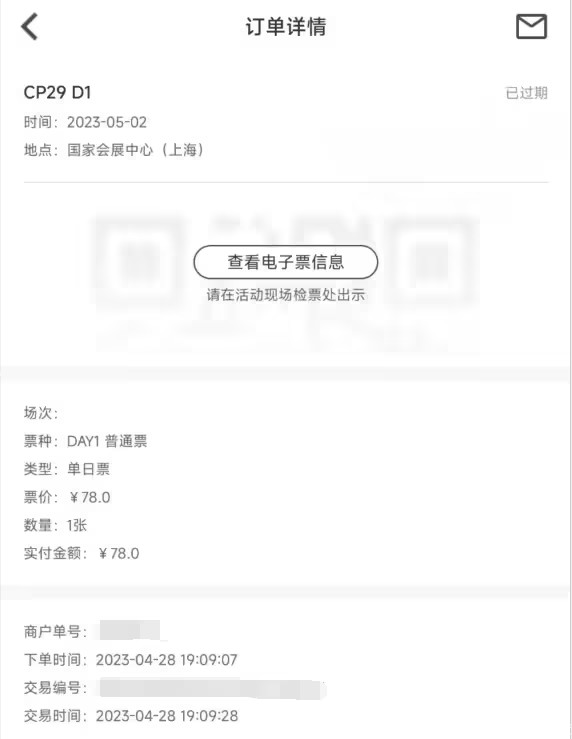 订单详情
CP29 D1
已过期
时间：2023-05-02
地点：国家会展中心（上海）
查看电子票信息
请在活动现场检票处出示
场次：
票种：DAY1 普通票
类型：单日票
票价：￥78.0
数量：1张
实付金额：￥78.0
商户单号：
下单时间：2023-04-28 19:09:07
交易编号：
交易时间：2023-04-28 19:09:28